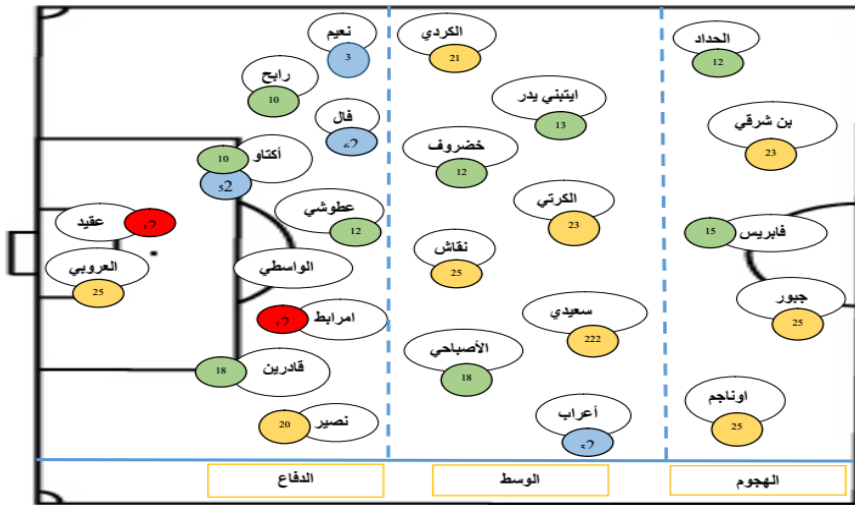 نعيم
3
رابح
10
فال
أكتاو
10
عطوشي
12
عقيد
العروبي
25
الواسطي
امرابط
قادرين
18
نصير
20
الكردي
21
ايتبني يدر
13
خضروف
12
الكرتي
23
نقاش
25
سعيدي
222
الأصباحي
18
أعراب
الحداد
12
بن شرقي
23
فابريس
15
جبور
25
اوناجم
25
الدفاع
الوسط
الهجوم